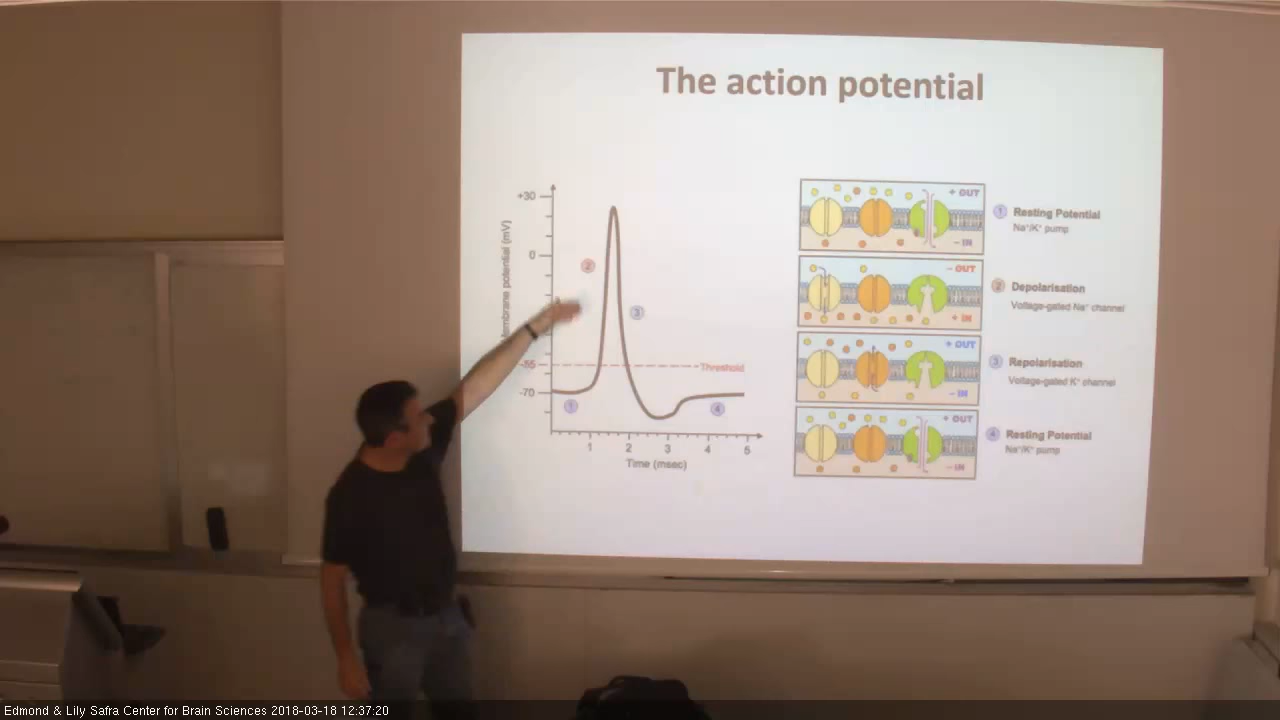 The action potential
+30
0
-55
-70
Membrane potential (mV)
2
3
1
4
Threshold
1 2 3 4 5
Time (msec)
+ OUT
− IN
1 Resting Potential
Na⁺/K⁺ pump
− OUT
+ IN
2 Depolarisation
Voltage-gated Na⁺ channel
+ OUT
− IN
3 Repolarisation
Voltage-gated K⁺ channel
+ OUT
− IN
4 Resting Potential
Na⁺/K⁺ pump
Edmond & Lily Safra Center for Brain Sciences 2018-03-18 12:37:20